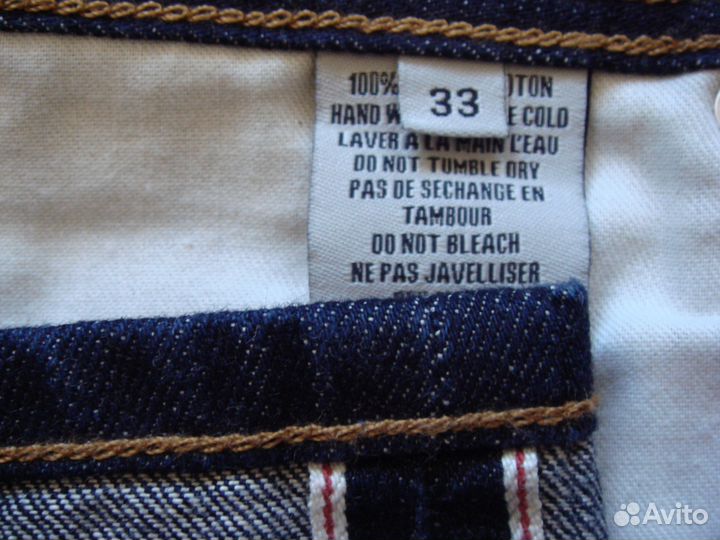 100% OTON
33
HAND W E COLD
LAVER A LA MAIN L'EAU
DO NOT TUMBLE DRY
PAS DE SECHANGE EN
TAMBOUR
DO NOT BLEACH
NE PAS JAVELLISER
Avito